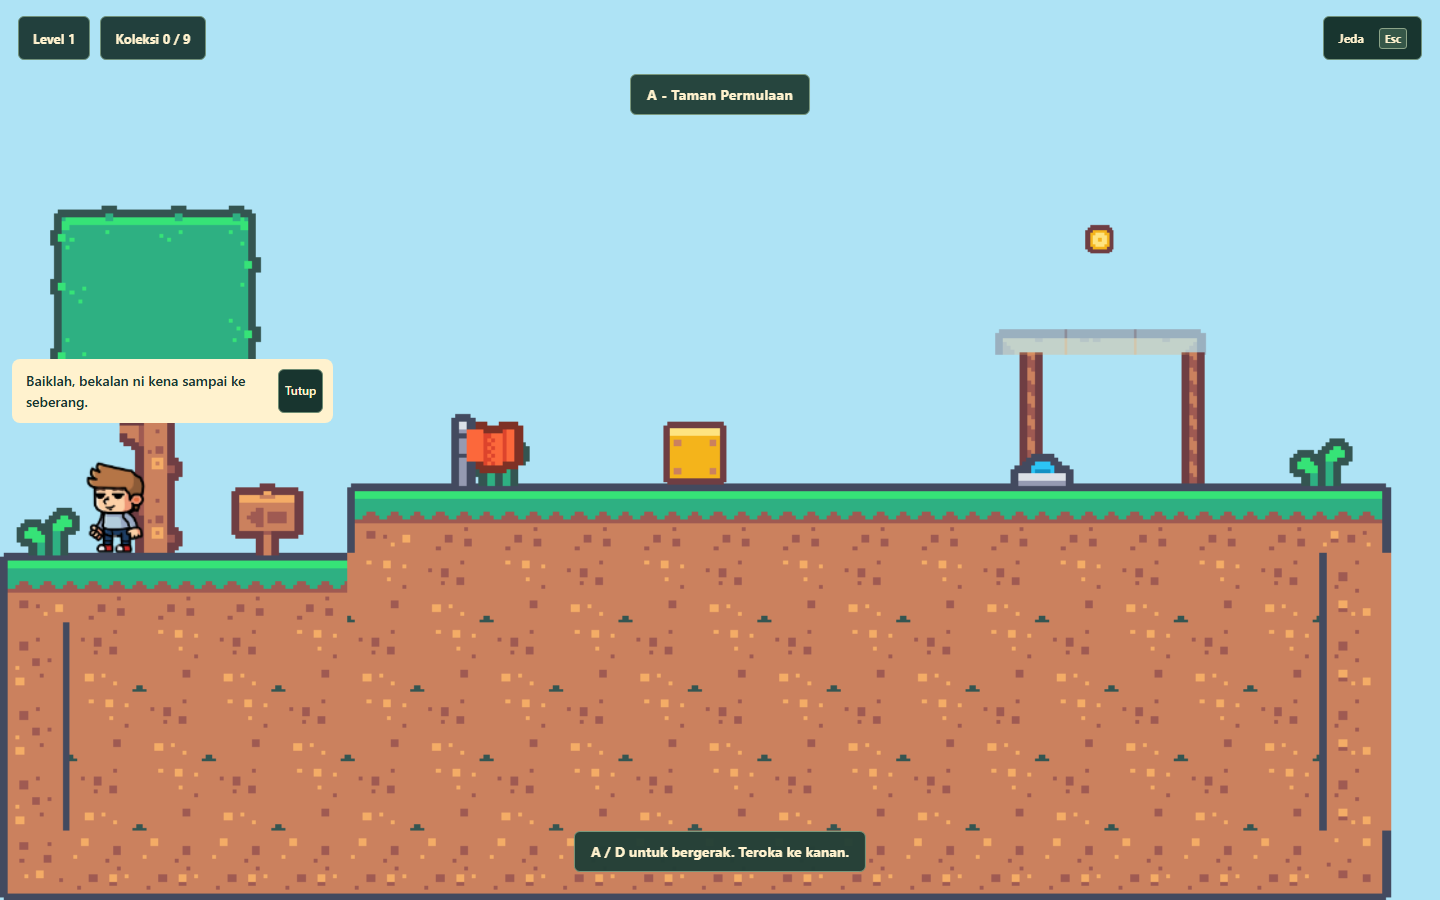 Level 1
Koleksi 0 / 9
Jeda Esc
A - Taman Permulaan
Baiklah, bekalan ni kena sampai ke
seberang.
Tutup
A / D untuk bergerak. Teroka ke kanan.